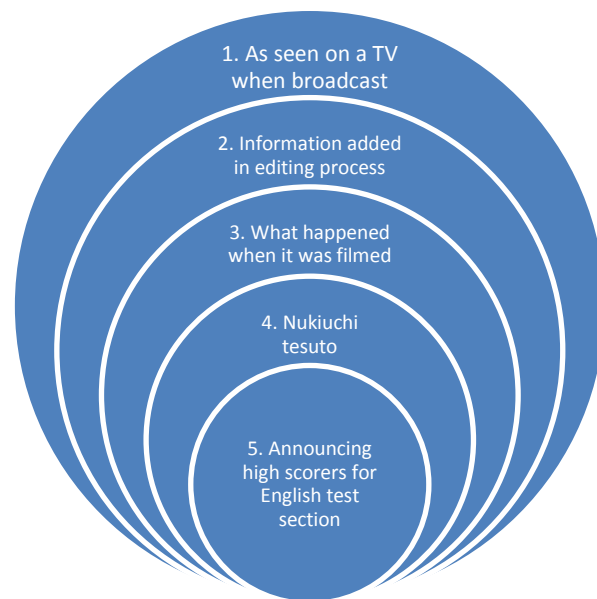 1. As seen on a TV
when broadcast
2. Information added
in editing process
3. What happened
when it was filmed
4. Nukiuchi
tesuto
5. Announcing
high scorers for
English test
section